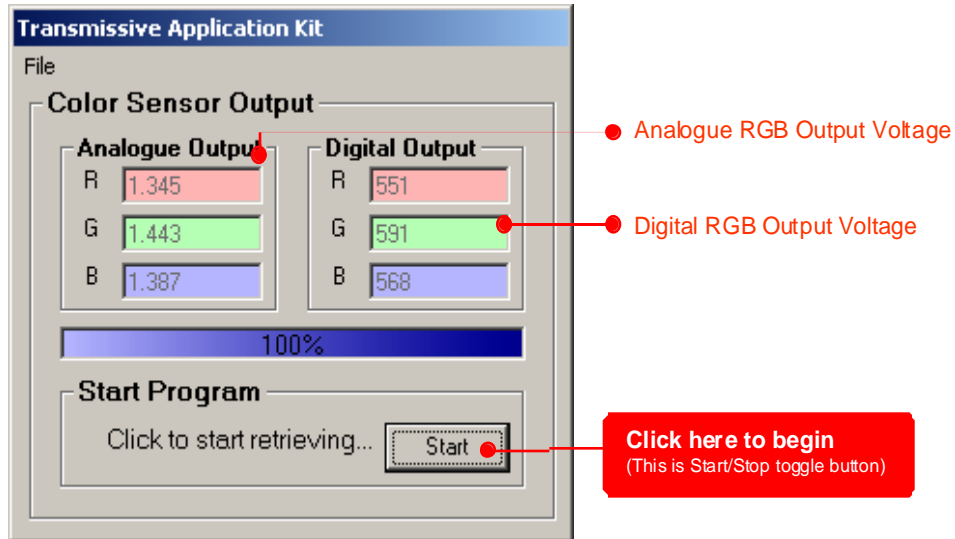 Transmissive Application Kit
File
Color Sensor Output
Analogue Output
R 1.345
G 1.443
B 1.387
Digital Output
R 551
G 591
B 568
100%
Start Program
Click to start retrieving...
Start
Analogue RGB Output Voltage
Digital RGB Output Voltage
Click here to begin
(This is Start/Stop toggle button)